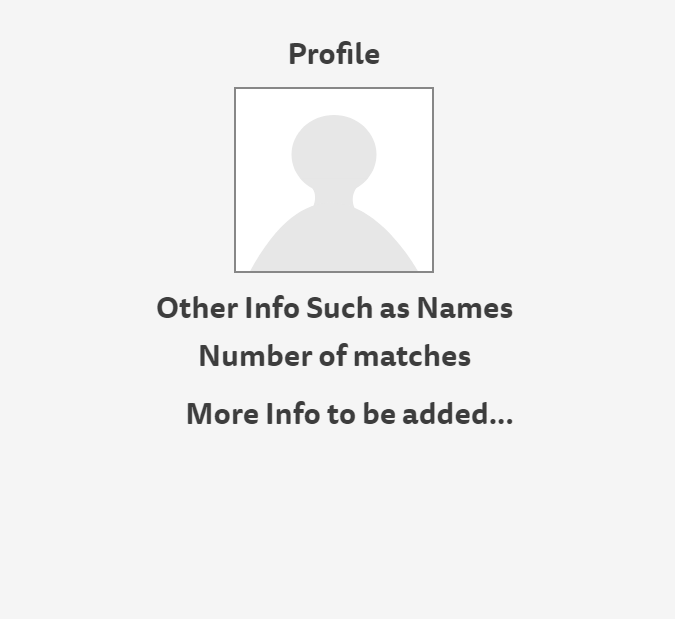 Profile
Other Info Such as Names
Number of matches
More Info to be added...